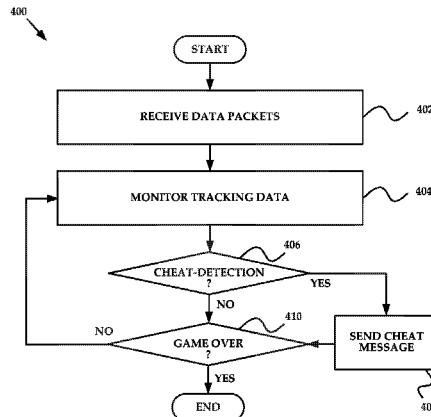 400
START
RECEIVE DATA PACKETS
402
MONITOR TRACKING DATA
404
406
CHEAT-DETECTION
?
YES
NO
410
NO
GAME OVER
?
SEND CHEAT
MESSAGE
YES
END